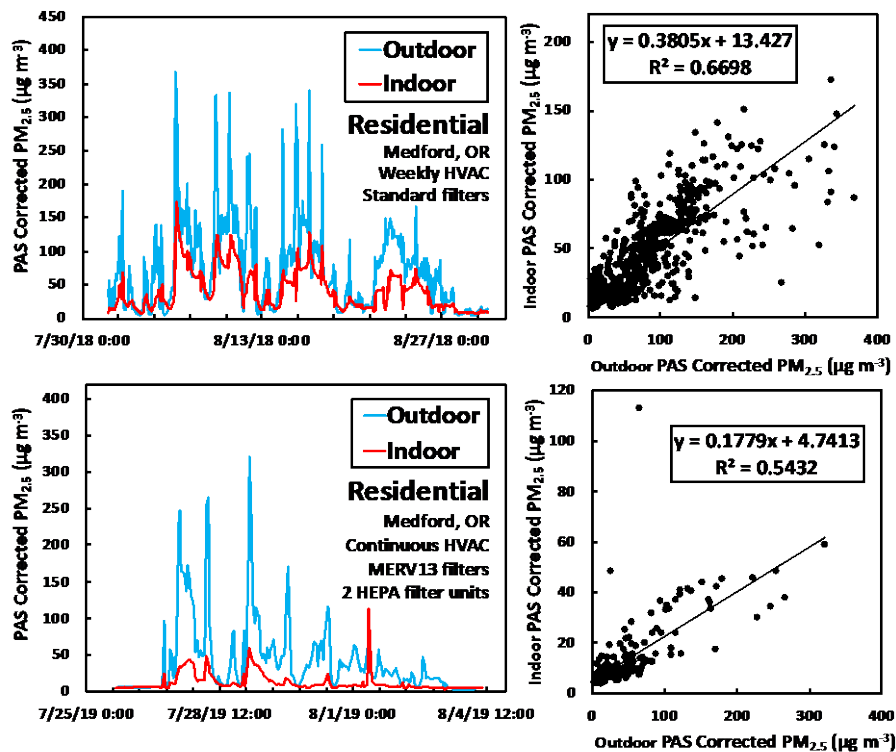 450
400
350
300
250
200
150
100
50
0
PAS Corrected PM2.5 (µg m-3)
Outdoor
Indoor
Residential
Medford, OR
Weekly HVAC
Standard filters
7/30/18 0:00
8/13/18 0:00
8/27/18 0:00
y = 0.3805x + 13.427
R² = 0.6698
200
150
100
50
0
Indoor PAS Corrected PM2.5 (µg m-3)
0
100
200
300
400
Outdoor PAS Corrected PM2.5 (µg m-3)
400
350
300
250
200
150
100
50
0
PAS Corrected PM2.5 (µg m-3)
Outdoor
Indoor
Residential
Medford, OR
Continuous HVAC
MERV13 filters
2 HEPA filter units
7/25/19 0:00
7/28/19 12:00
8/1/19 0:00
8/4/19 12:00
y = 0.1779x + 4.7413
R² = 0.5432
120
100
80
60
40
20
0
Indoor PAS Corrected PM2.5 (µg m-3)
0
100
200
300
400
Outdoor PAS Corrected PM2.5 (µg m-3)